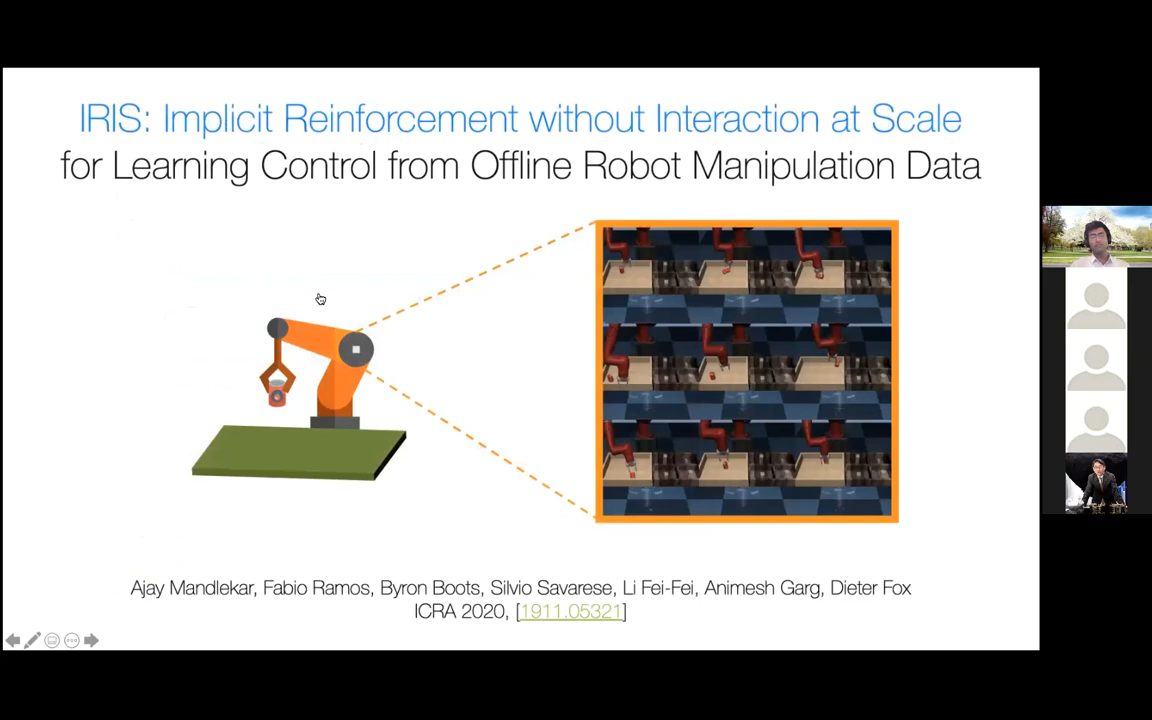 IRIS: Implicit Reinforcement without Interaction at Scale
for Learning Control from Offline Robot Manipulation Data
Ajay Mandlekar, Fabio Ramos, Byron Boots, Silvio Savarese, Li Fei-Fei, Animesh Garg, Dieter Fox
ICRA 2020, [1911.05321]